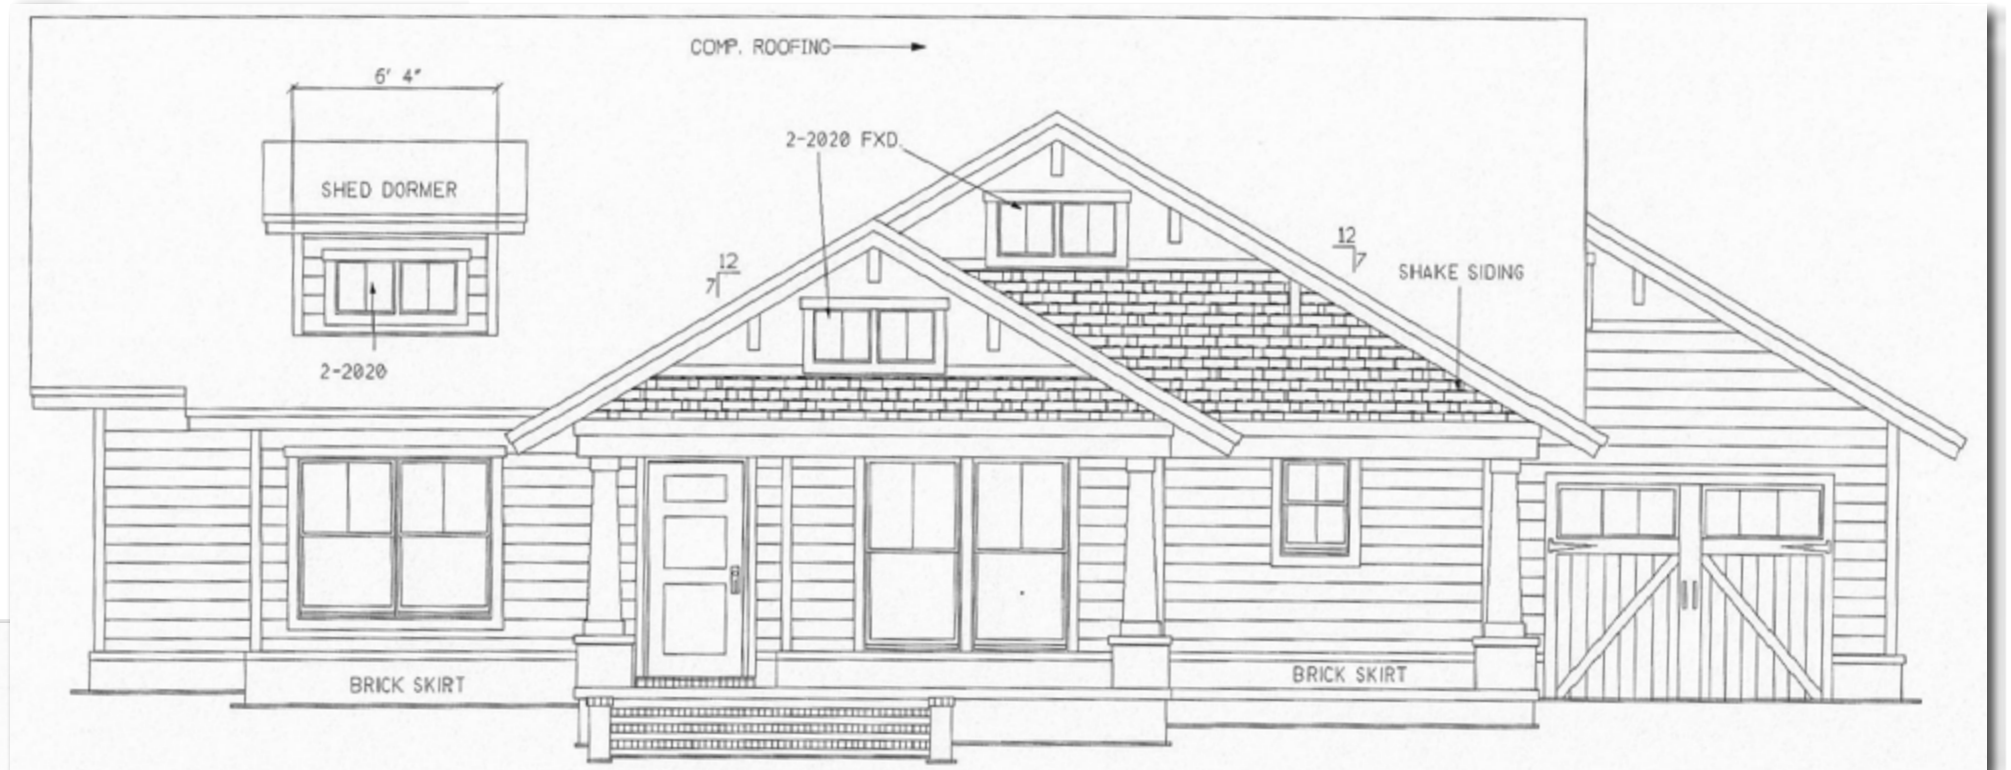 COMP. ROOFING
6' 4"
2-2020 FXD.
SHED DORMER
12
7
12
7
SHAKE SIDING
2-2020
BRICK SKIRT
BRICK SKIRT